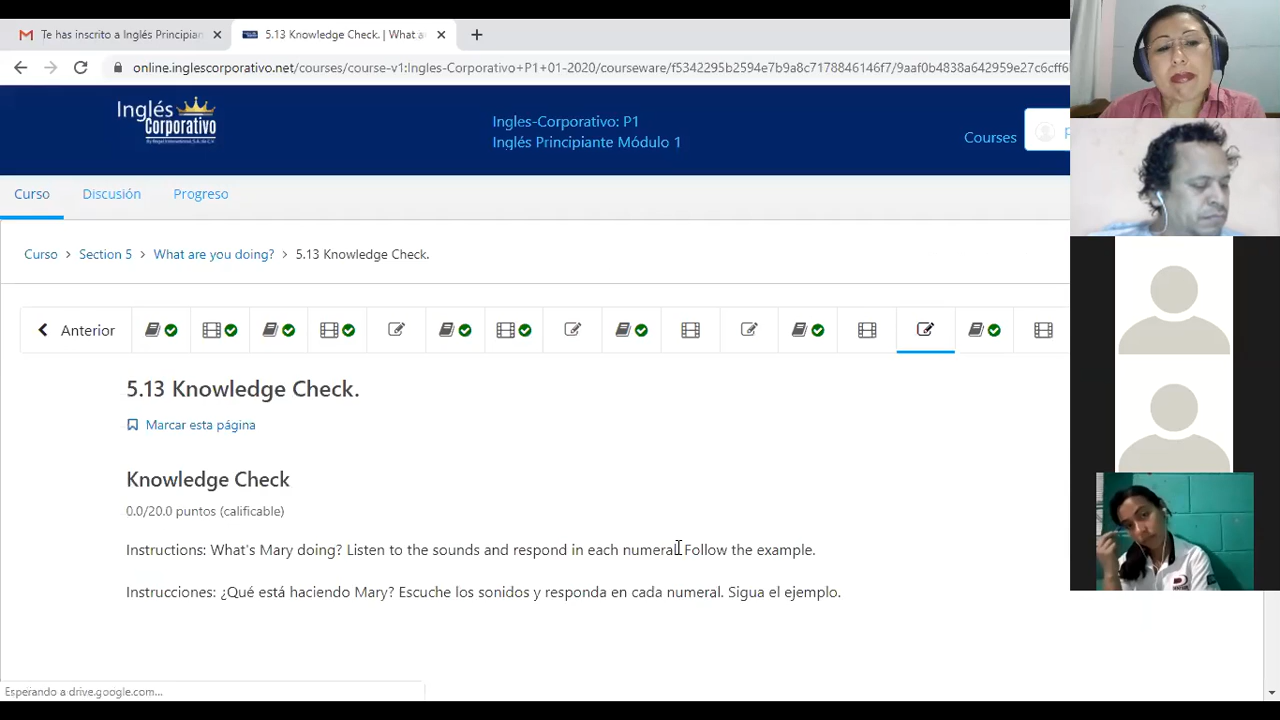 Te has inscrito a Inglés Principian
5.13 Knowledge Check. | What a
online.inglescorporativo.net/courses/course-v1:Ingles-Corporativo+P1+01-2020/courseware/f5342295b2594e7b9a8c7178846146f7/9aaf0b4838a642959e27c6cff6
Inglés
Corporativo
Ingles-Corporativo: P1
Inglés Principiante Módulo 1
Courses
Curso
Discusión
Progreso
Curso > Section 5 > What are you doing? > 5.13 Knowledge Check.
Anterior
5.13 Knowledge Check.
Marcar esta página
Knowledge Check
0.0/20.0 puntos (calificable)
Instructions: What's Mary doing? Listen to the sounds and respond in each numeral. Follow the example.
Instrucciones: ¿Qué está haciendo Mary? Escuche los sonidos y responda en cada numeral. Sigua el ejemplo.
Esperando a drive.google.com...